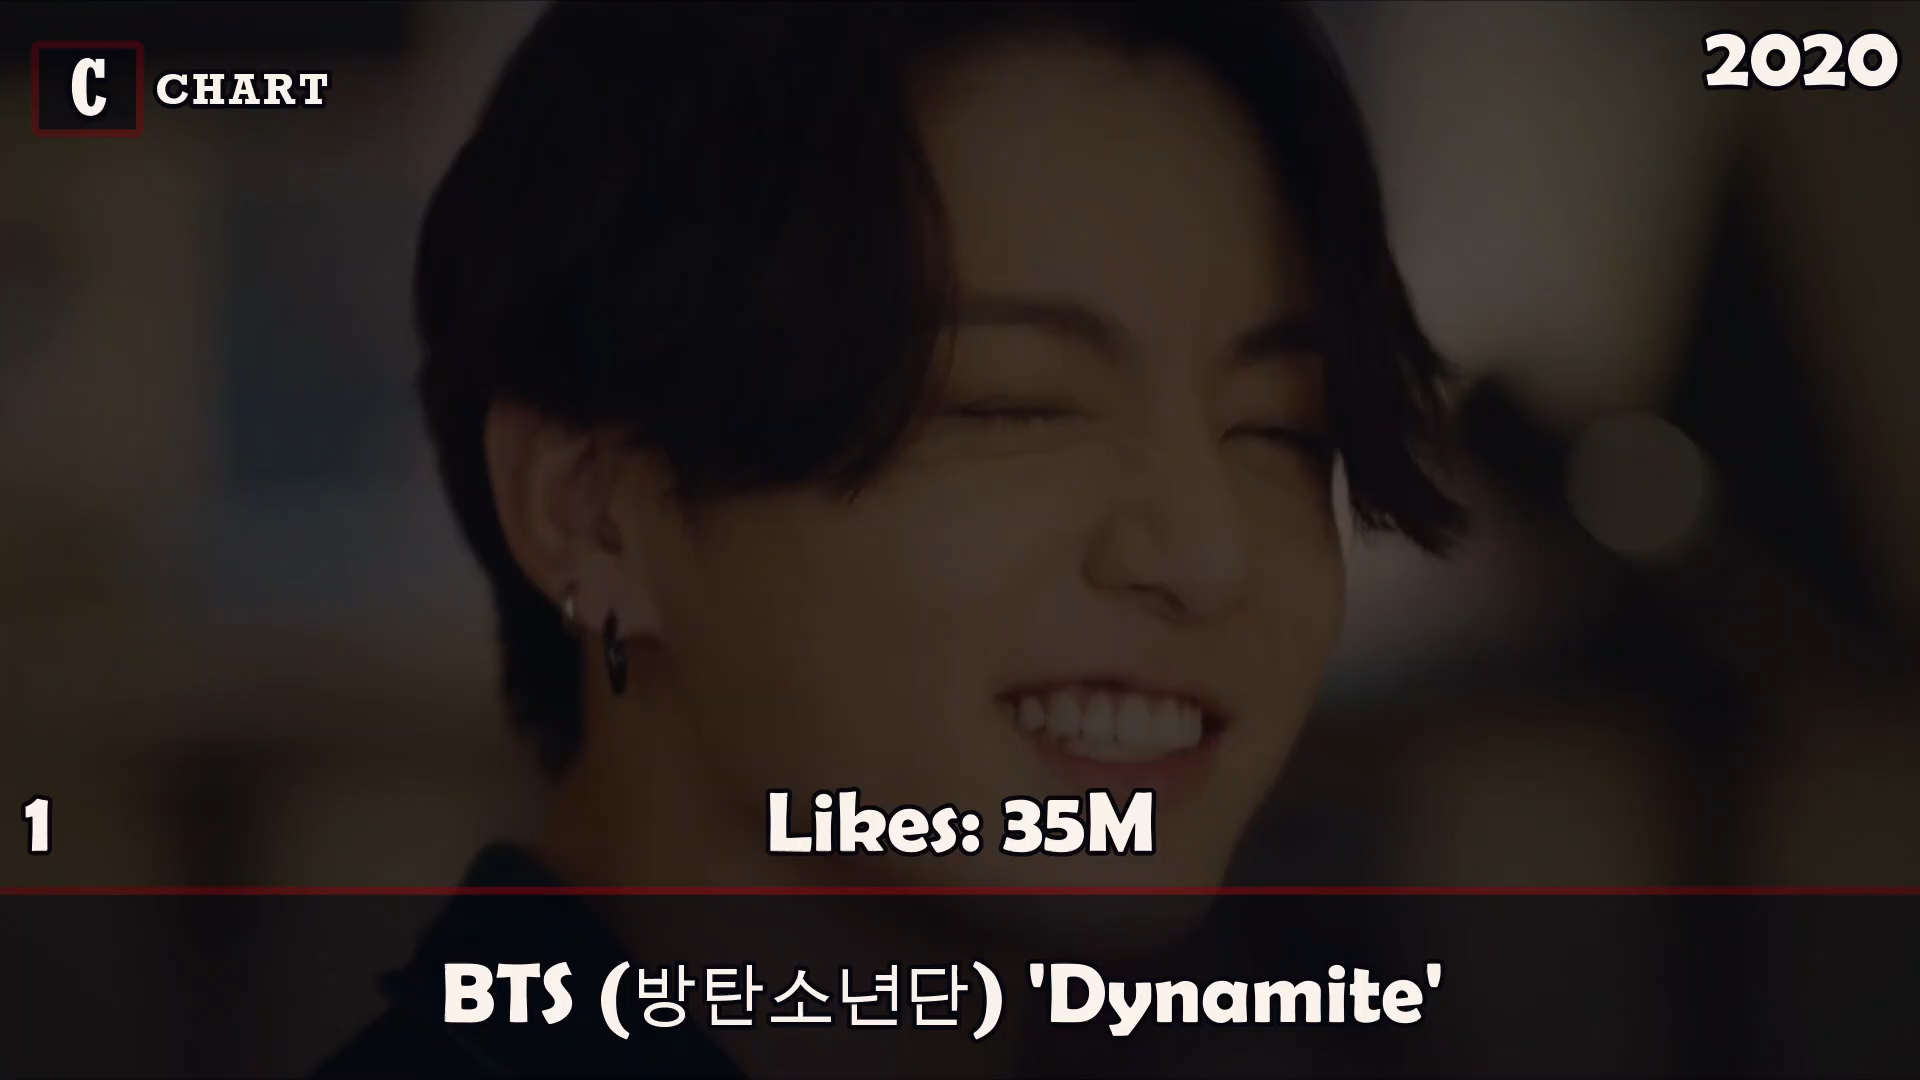 C CHART
2020
1
Likes: 35M
BTS (방탄소년단) 'Dynamite'